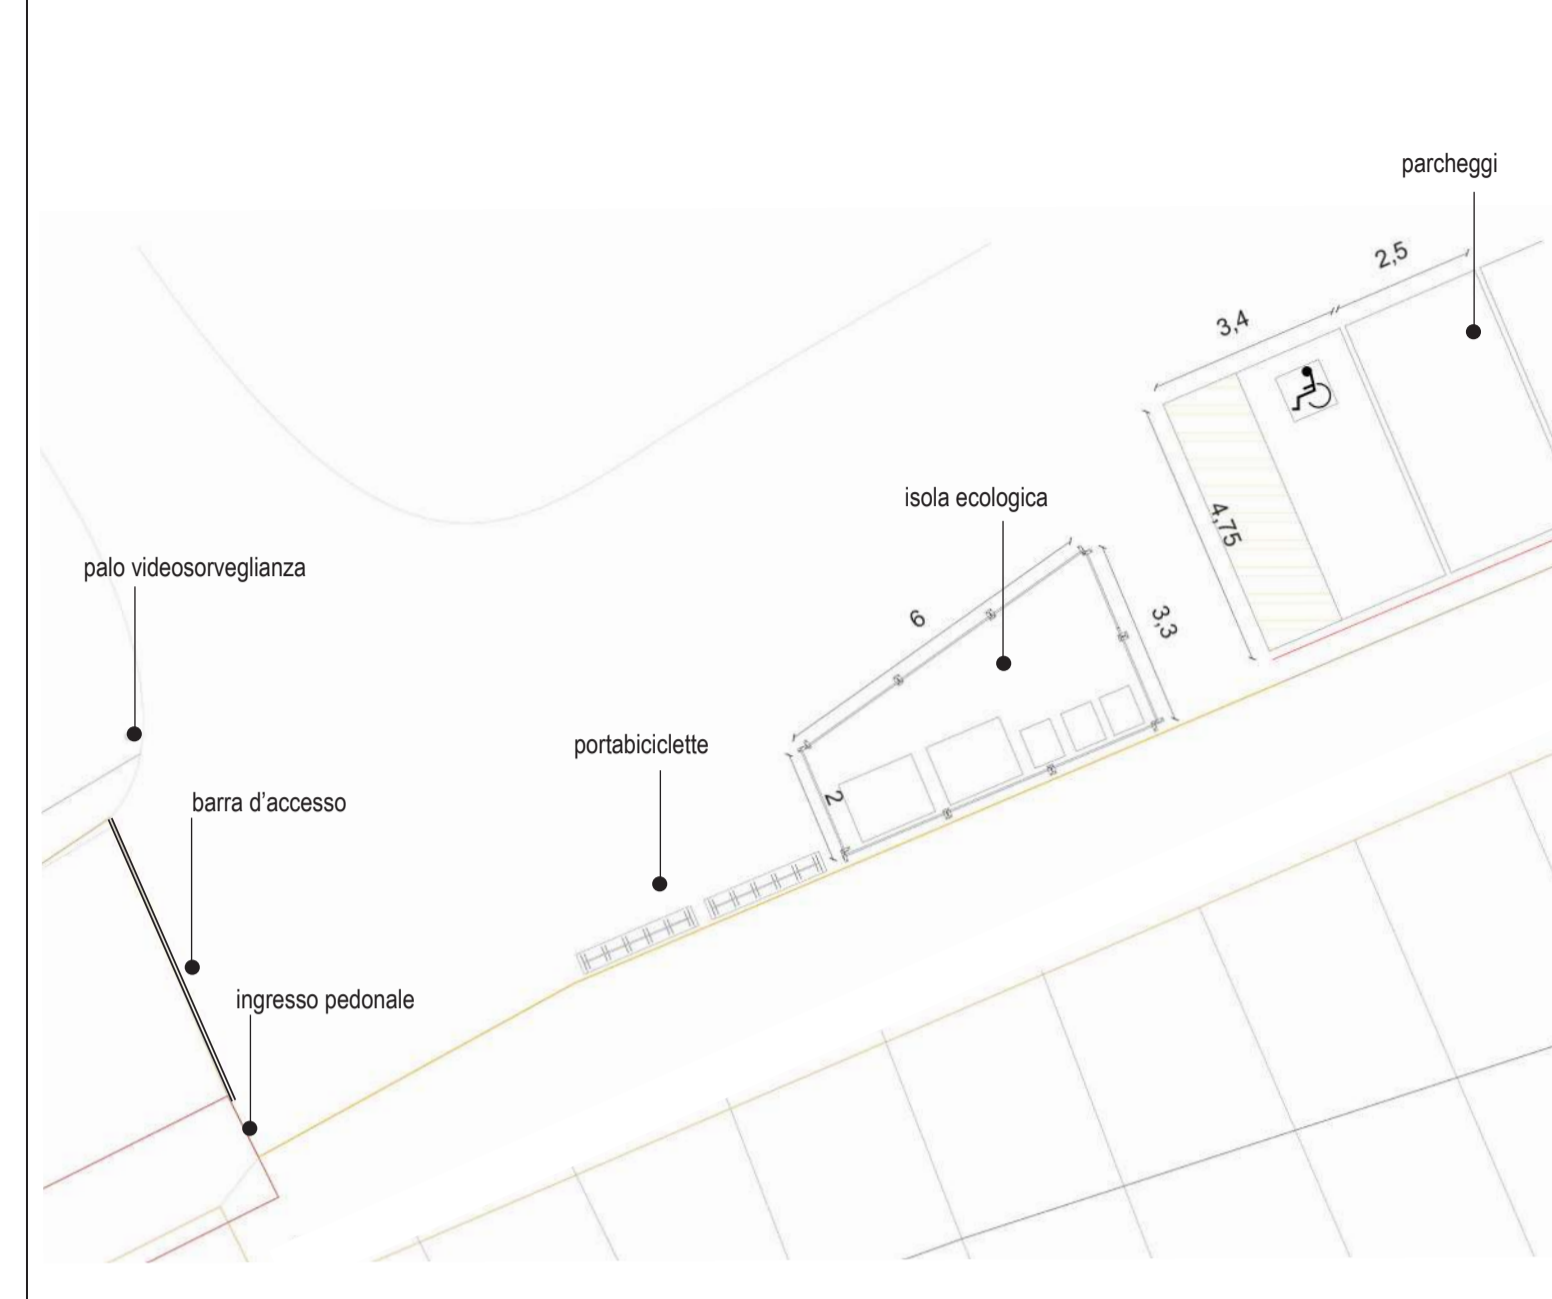 parcheggi
2,5
3,4
isola ecologica
4,75
palo videosorveglianza
6
3,3
portabiciclette
2
barra d’accesso
ingresso pedonale